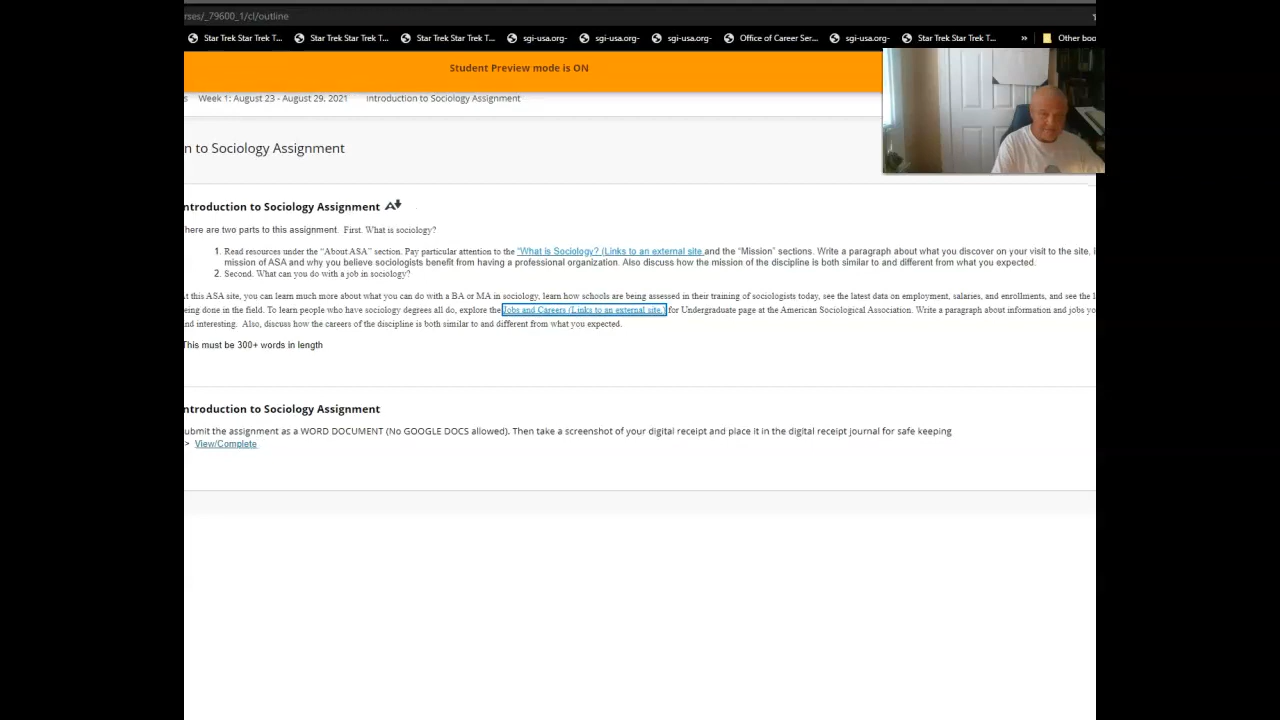 rses/_79600_1/cl/outline
Star Trek Star Trek T... Star Trek Star Trek T... Star Trek Star Trek T... sgi-usa.org- sgi-usa.org- sgi-usa.org- Office of Career Ser... sgi-usa.org- Star Trek Star Trek T... » Other boo
Student Preview mode is ON
s Week 1: August 23 - August 29, 2021 Introduction to Sociology Assignment
n to Sociology Assignment
ntroduction to Sociology Assignment
here are two parts to this assignment. First. What is sociology?
1. Read resources under the "About ASA" section. Pay particular attention to the "What is Sociology? (Links to an external site and the "Mission" sections. Write a paragraph about what you discover on your visit to the site, i
mission of ASA and why you believe sociologists benefit from having a professional organization. Also discuss how the mission of the discipline is both similar to and different from what you expected.
2. Second. What can you do with a job in sociology?
t this ASA site, you can learn much more about what you can do with a BA or MA in sociology, learn how schools are being assessed in their training of sociologists today, see the latest data on employment, salaries, and enrollments, and see the l
eing done in the field. To learn people who have sociology degrees all do, explore the Jobs and Careers (Links to an external site.) for Undergraduate page at the American Sociological Association. Write a paragraph about information and jobs yo
nd interesting. Also, discuss how the careers of the discipline is both similar to and different from what you expected.
This must be 300+ words in length
ntroduction to Sociology Assignment
ubmit the assignment as a WORD DOCUMENT (No GOOGLE DOCS allowed). Then take a screenshot of your digital receipt and place it in the digital receipt journal for safe keeping
> View/Complete